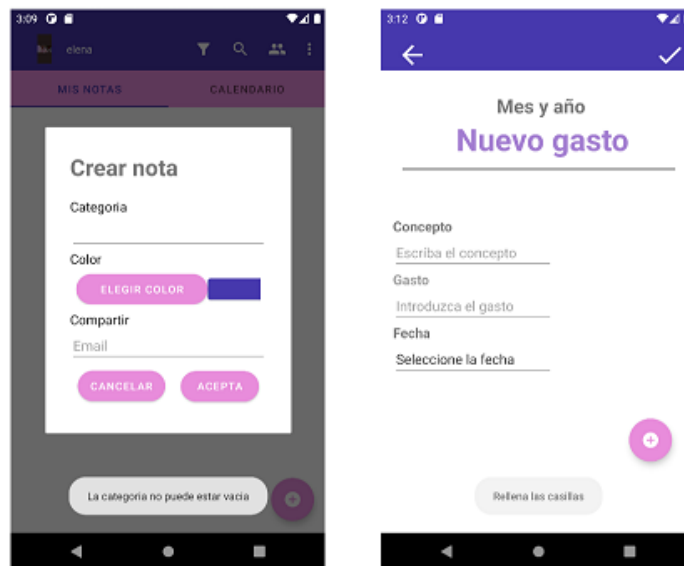 3:09
elena
MIS NOTAS CALENDARIO
Crear nota
Categoria
Color
ELEGIR COLOR
Compartir
Email
CANCELAR ACEPTA
La categoria no puede estar vacia
3:12
Mes y año
Nuevo gasto
Concepto
Escriba el concepto
Gasto
Introduzca el gasto
Fecha
Seleccione la fecha
Rellena las casillas